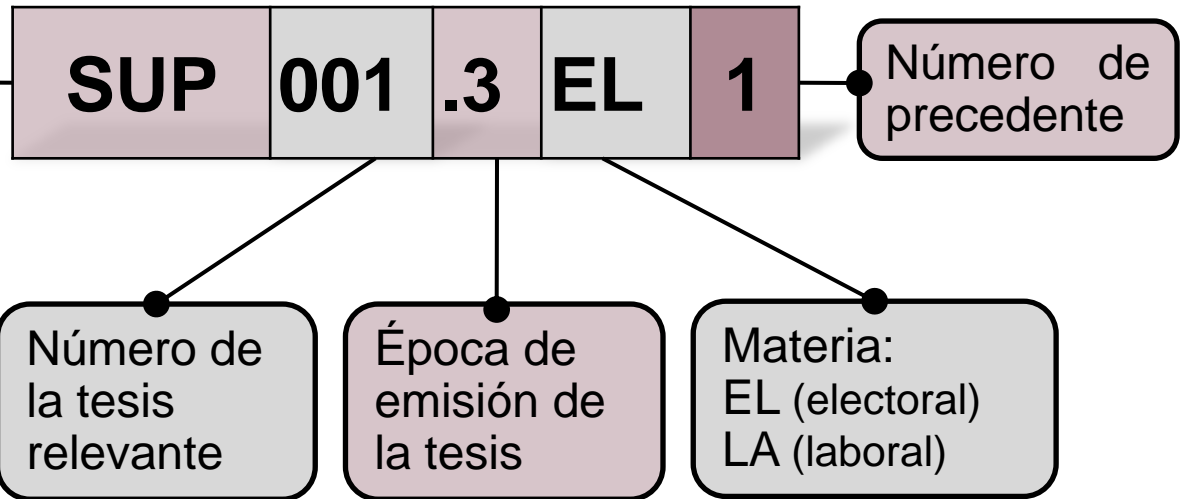 SUP 001 .3 EL 1
Número de
precedente
Número de
la tesis
relevante
Época de
emisión de
la tesis
Materia:
EL (electoral)
LA (laboral)